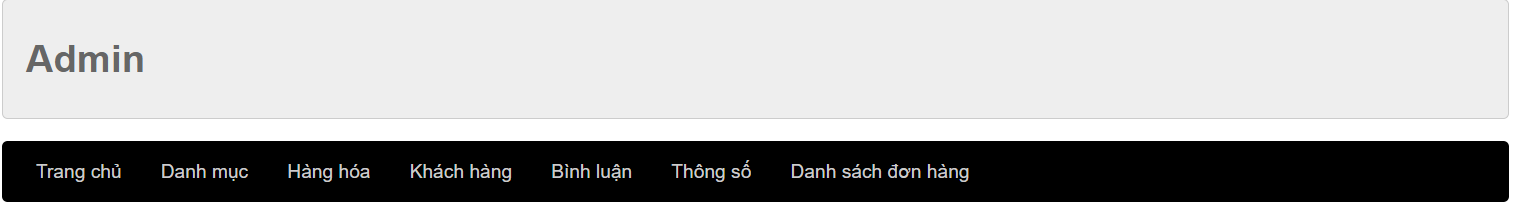 Admin
Trang chủ Danh mục Hàng hóa Khách hàng Bình luận Thông số Danh sách đơn hàng